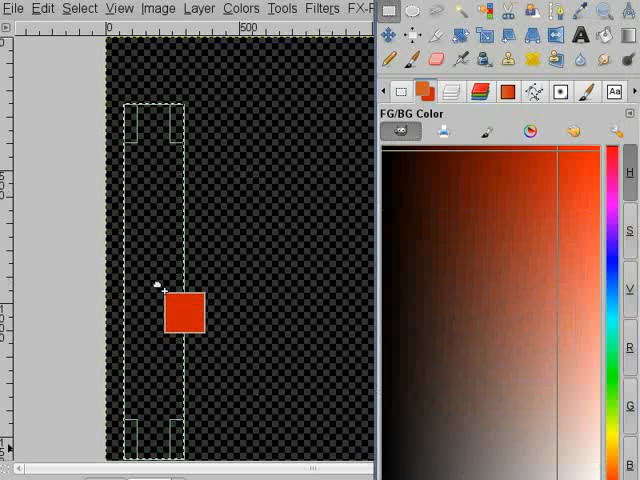 File Edit Select View Image Layer Colors Tools Filters FX-F
0 500
Aa
FG/BG Color
H
S
V
R
G
B